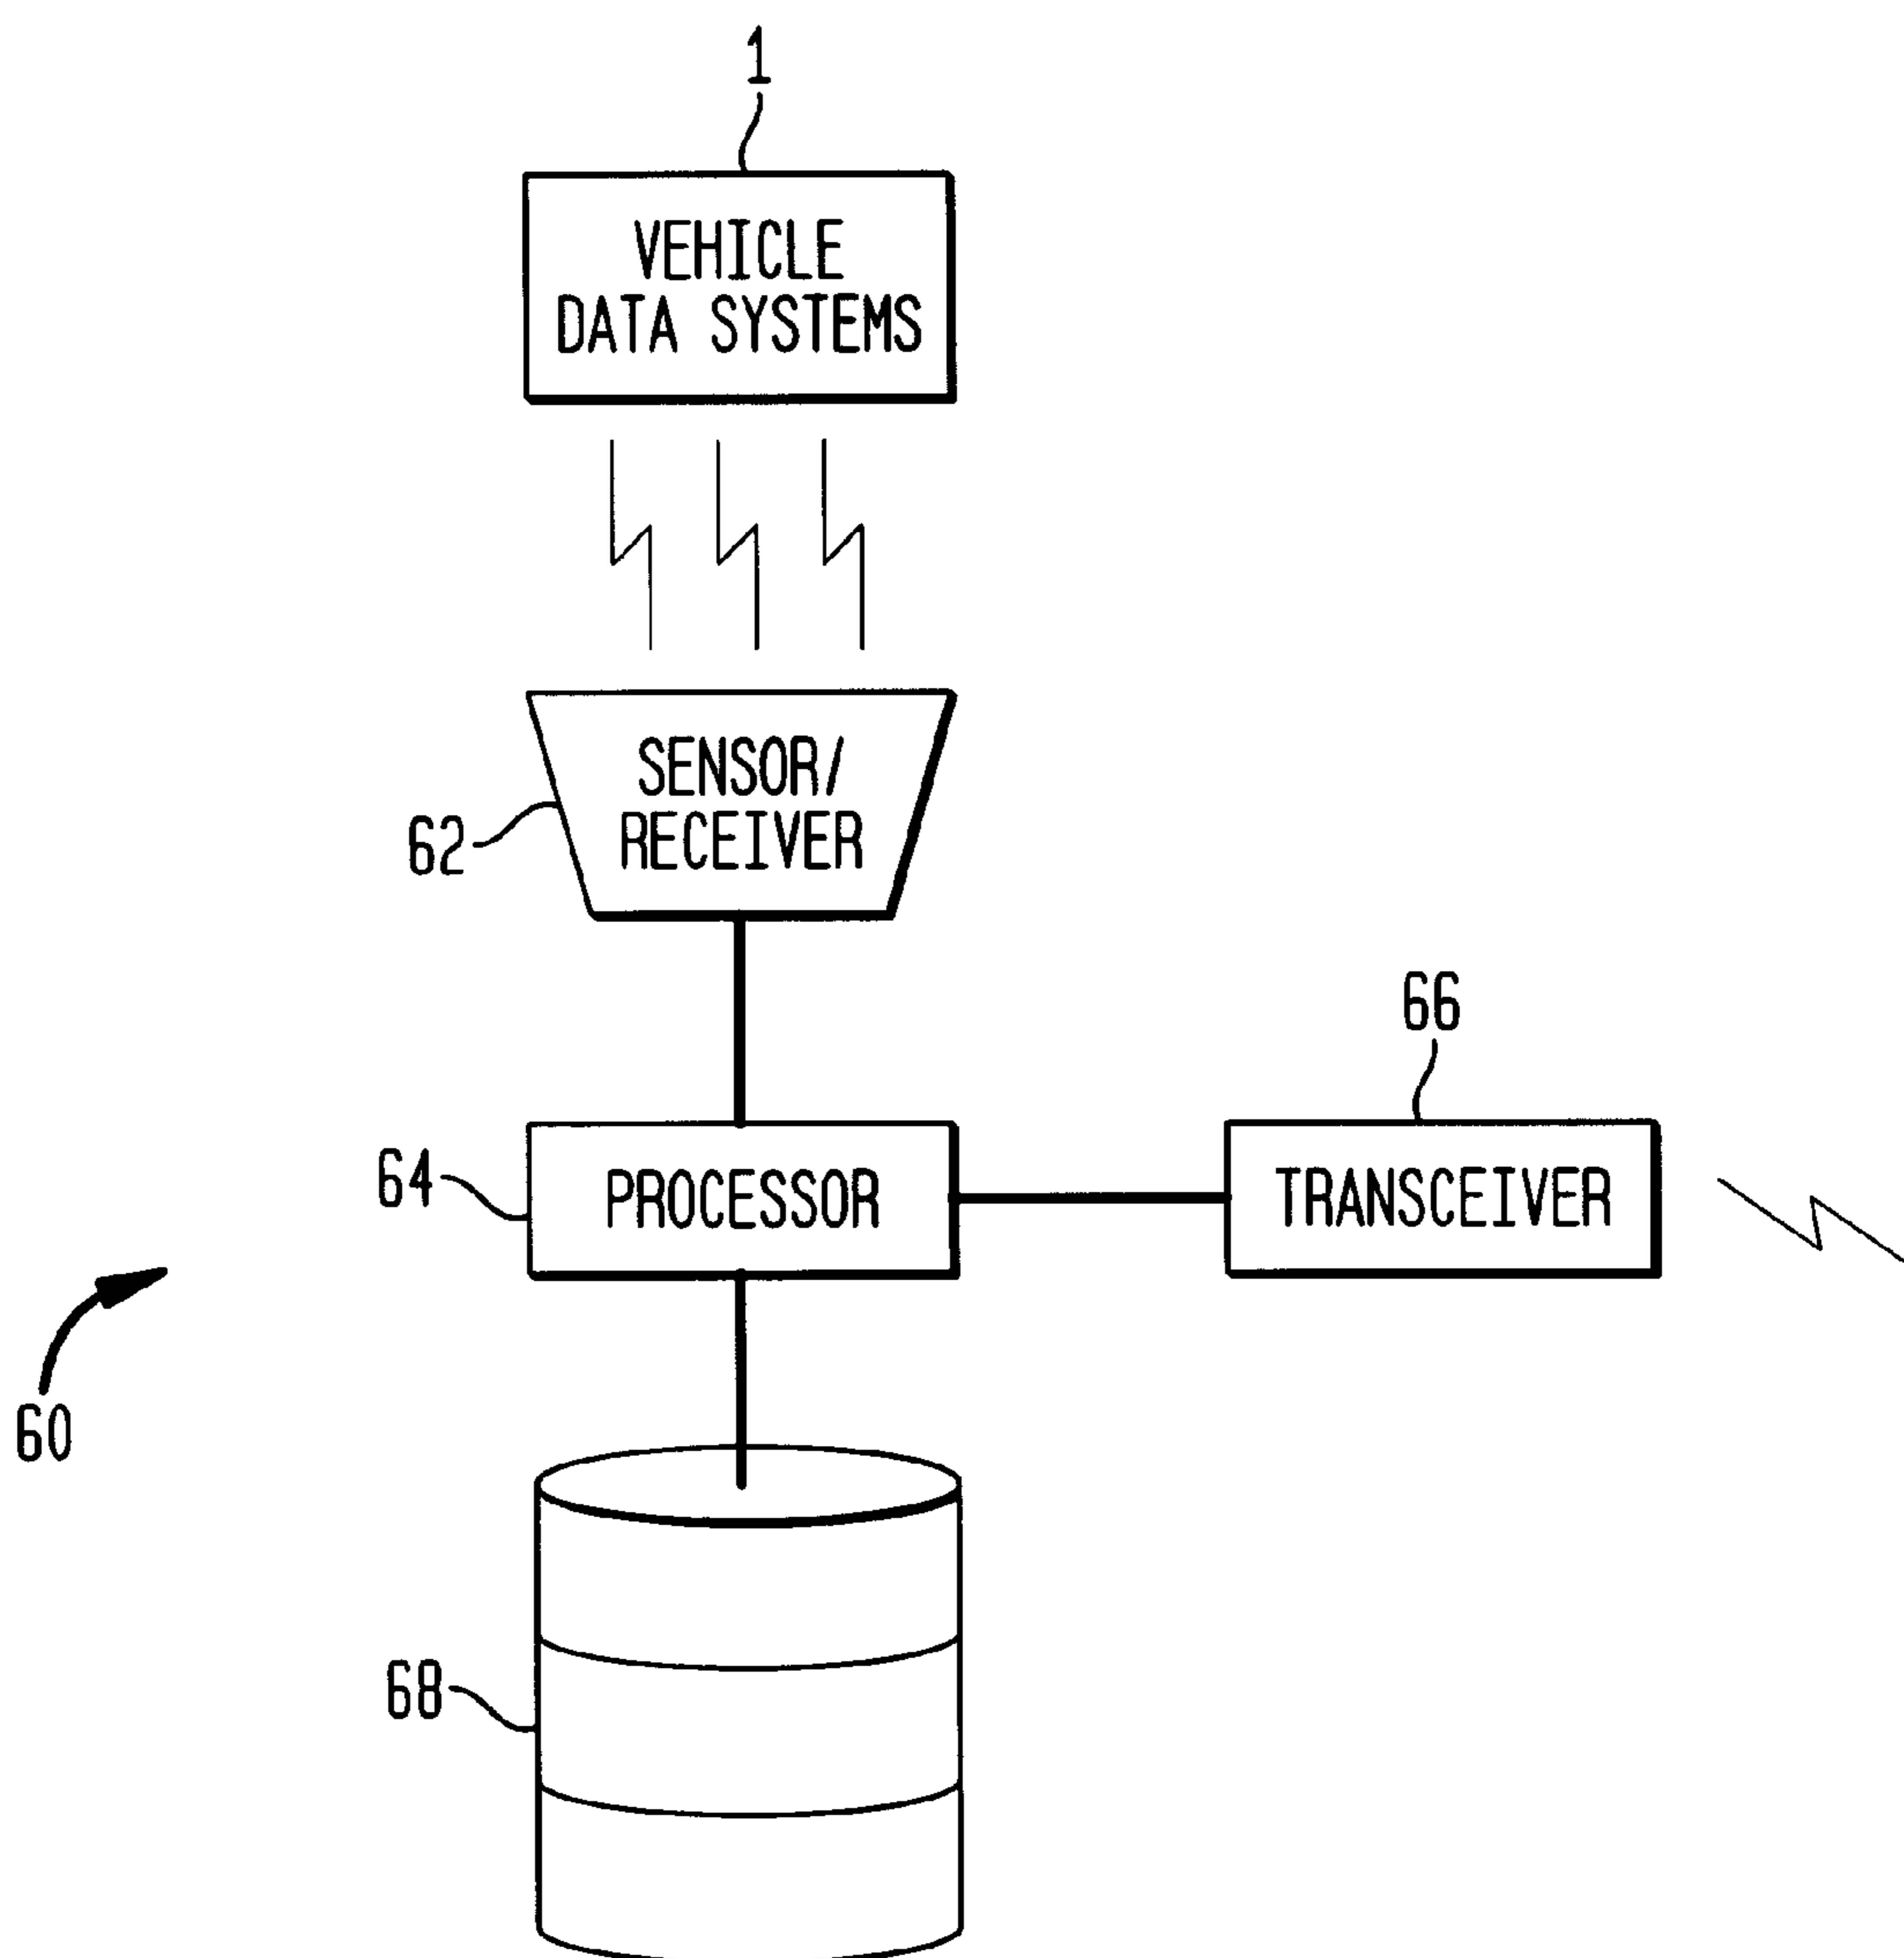 1
VEHICLE
DATA SYSTEMS
SENSOR/
RECEIVER
62
66
64
PROCESSOR
TRANSCEIVER
60
68